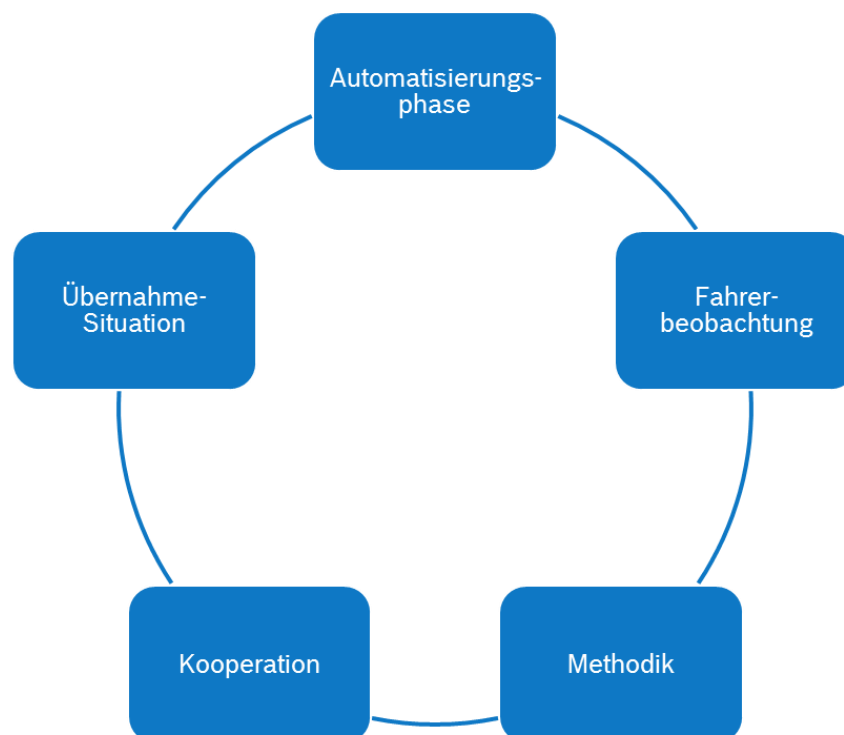 Automatisierungs-
phase
Übernahme-
Situation
Fahrer-
beobachtung
Kooperation
Methodik